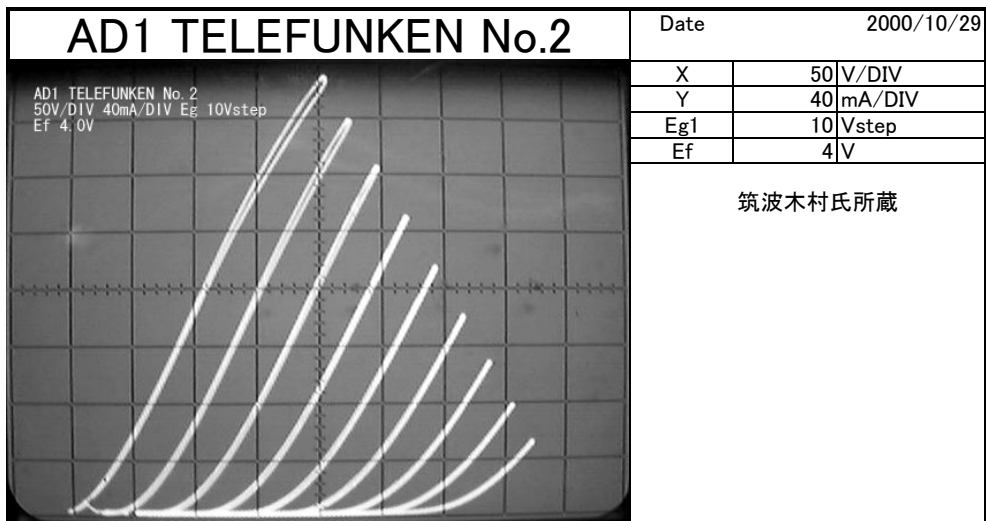 AD1 TELEFUNKEN No.2
Date 2000/10/29
AD1 TELEFUNKEN No.2
50V/DIV 40mA/DIV Eg 10Vstep
Ef 4.0V
X 50 V/DIV
Y 40 mA/DIV
Eg1 10 Vstep
Ef 4 V
筑波木村氏所蔵